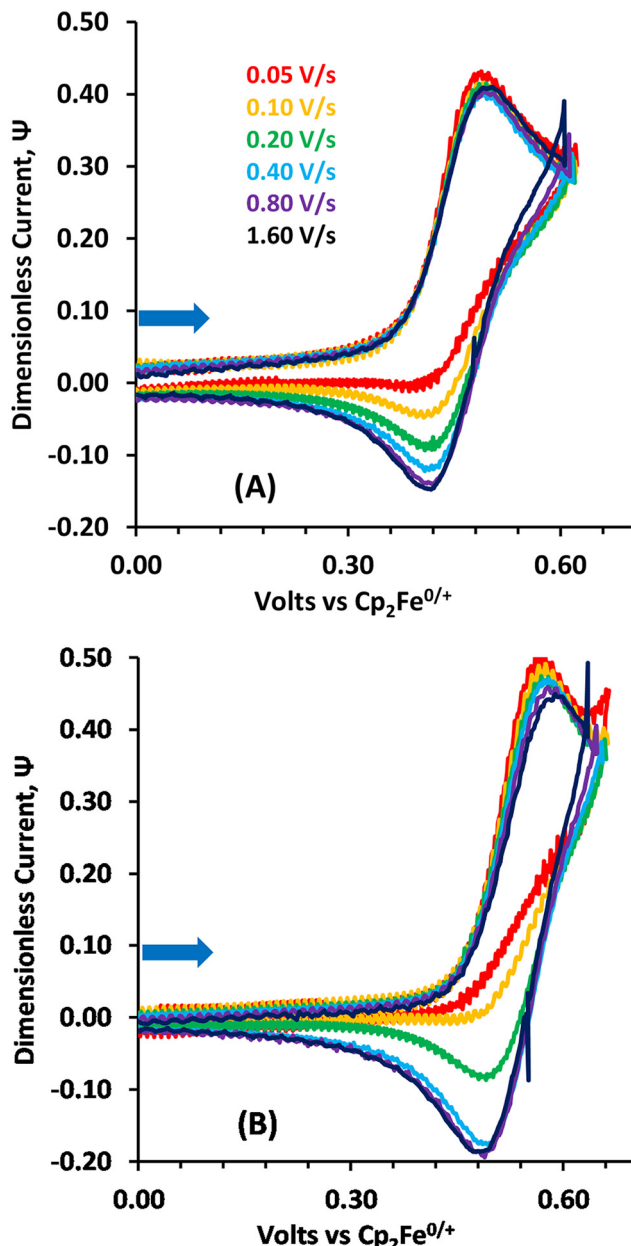 Dimensionless Current, Ψ
0.50
0.40
0.30
0.20
0.10
0.00
-0.10
-0.20
0.05 V/s
0.10 V/s
0.20 V/s
0.40 V/s
0.80 V/s
1.60 V/s
(A)
0.00 0.30 0.60
Volts vs Cp₂Fe⁰/⁺
Dimensionless Current, Ψ
0.50
0.40
0.30
0.20
0.10
0.00
-0.10
-0.20
(B)
0.00 0.30 0.60
Volts vs Cp₂Fe⁰/⁺